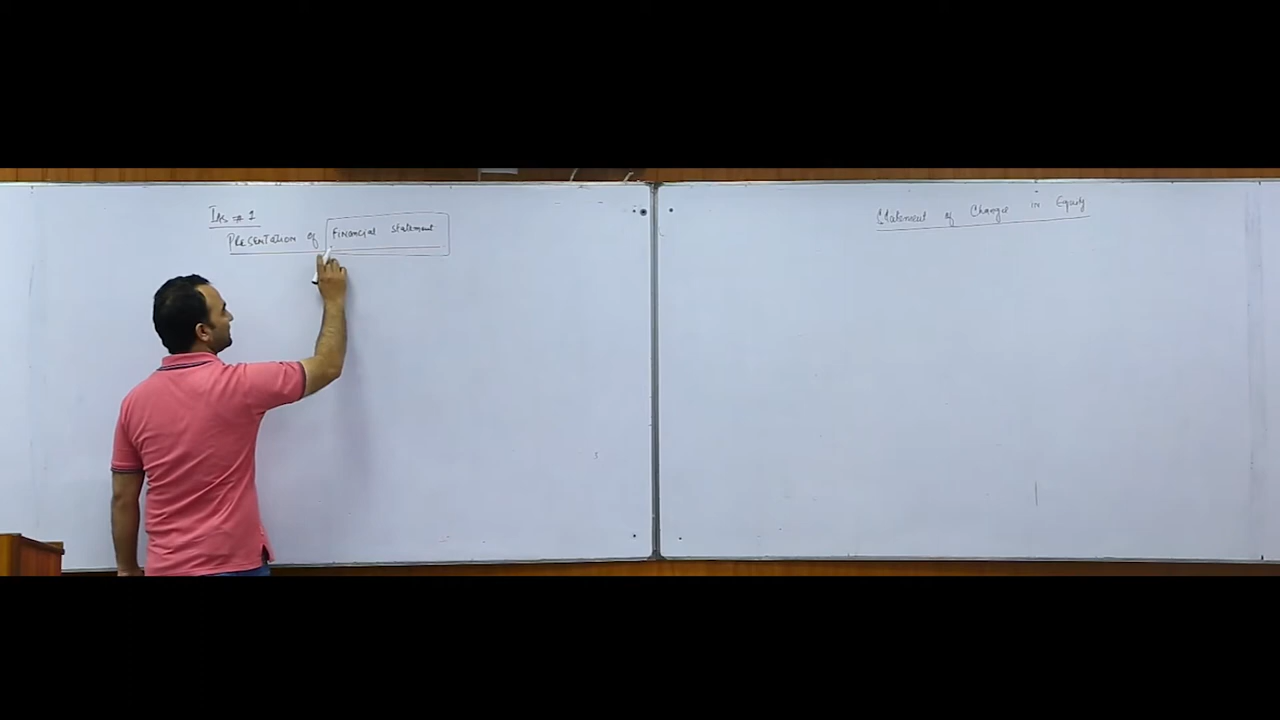 IAS # 1
Presentation of Financial Statement
Statement of Change in Equity